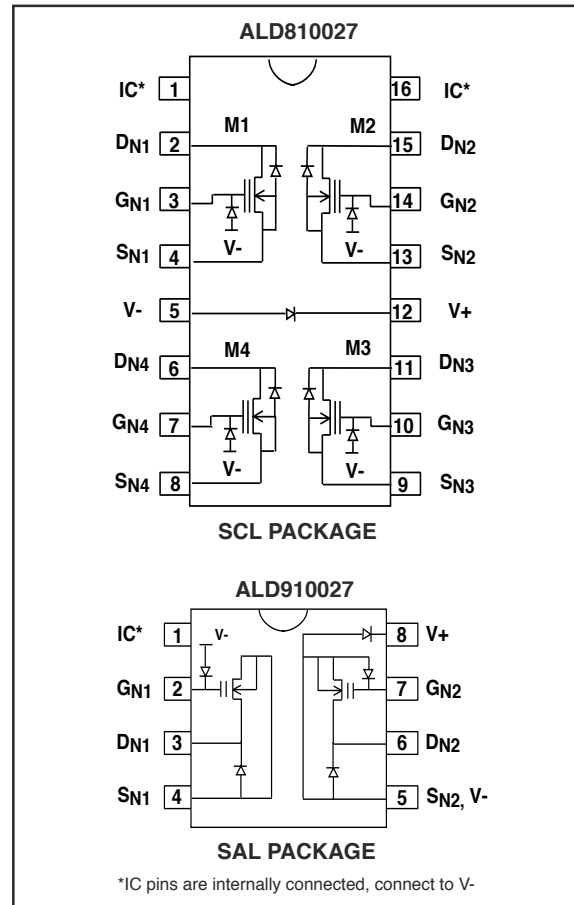 ALD810027
IC* 1 16 IC*
M1 M2
DN1 2 15 DN2
GN1 3 14 GN2
V- V-
SN1 4 13 SN2
V- 5 12 V+
M4 M3
DN4 6 11 DN3
GN4 7 10 GN3
V- V-
SN4 8 9 SN3
SCL PACKAGE
ALD910027
IC* 1 V- 8 V+
GN1 2 7 GN2
DN1 3 6 DN2
SN1 4 5 SN2, V-
SAL PACKAGE
*IC pins are internally connected, connect to V-